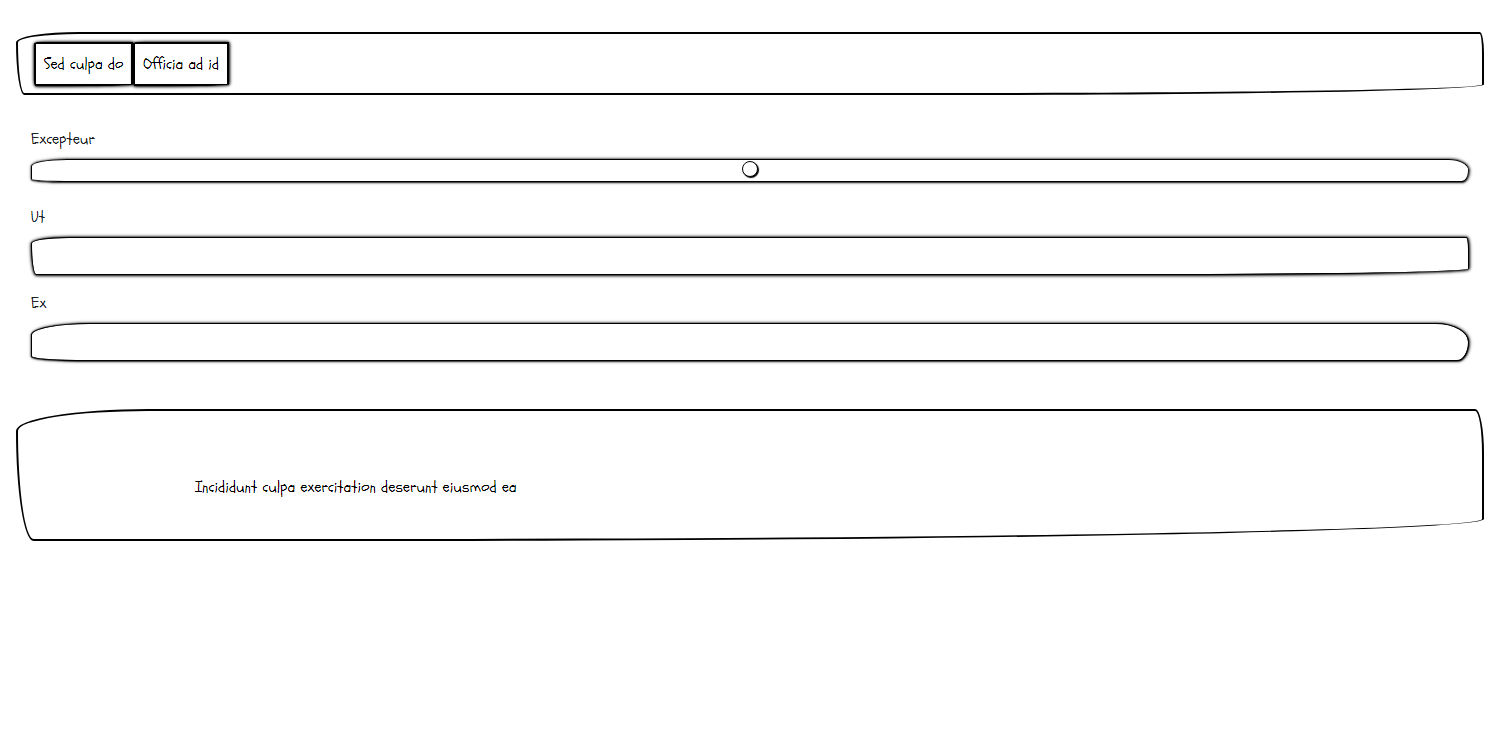 Sed culpa do
Officia ad id
Excepteur
Ut
Ex
Incididunt culpa exercitation deserunt eiusmod ea